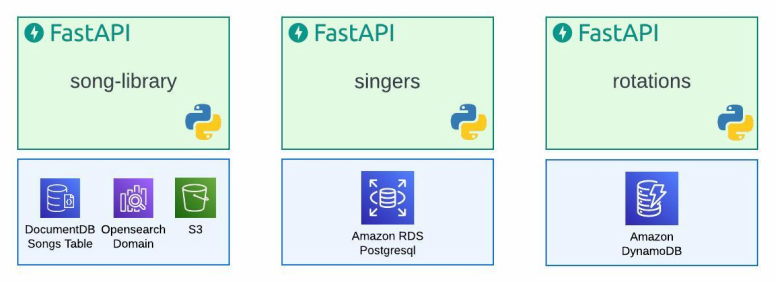 FastAPI
song-library
DocumentDB
Songs Table
Opensearch
Domain
S3
FastAPI
singers
Amazon RDS
Postgresql
FastAPI
rotations
Amazon
DynamoDB